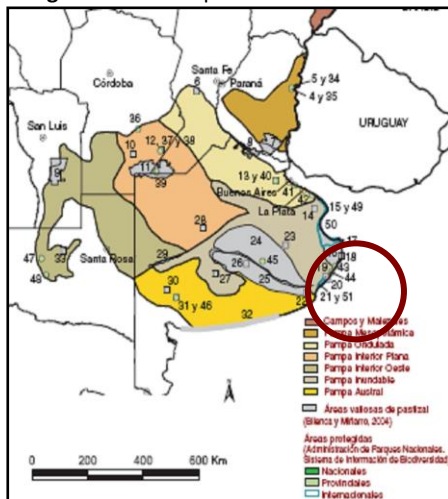 Córdoba
Santa Fe
Paraná
6
5 y 34
4 y 35
San Luis
URUGUAY
36
12
37 y 38
10
11
39
9
8
13 y 40
Buenos Aires
41
42
La Plata
14
15 y 49
50
28
24
23
17
18
47
33
Santa Rosa
29
26
45
19
43
44
48
27
25
20
30
22
21 y 51
31 y 46
32
Campos y Malezales
Pampa Mesopotámica
Pampa Ondulada
Pampa Interior Plana
Pampa Interior Oeste
Pampa Inundable
Pampa Austral
Áreas valiosas de pastizal
(Bilenca y Miñarro, 2004)
Áreas protegidas
(Administración de Parques Nacionales,
Sistema de Información de Biodiversidad)
Nacionales
Provinciales
Internacionales
0 200 400 600 Km